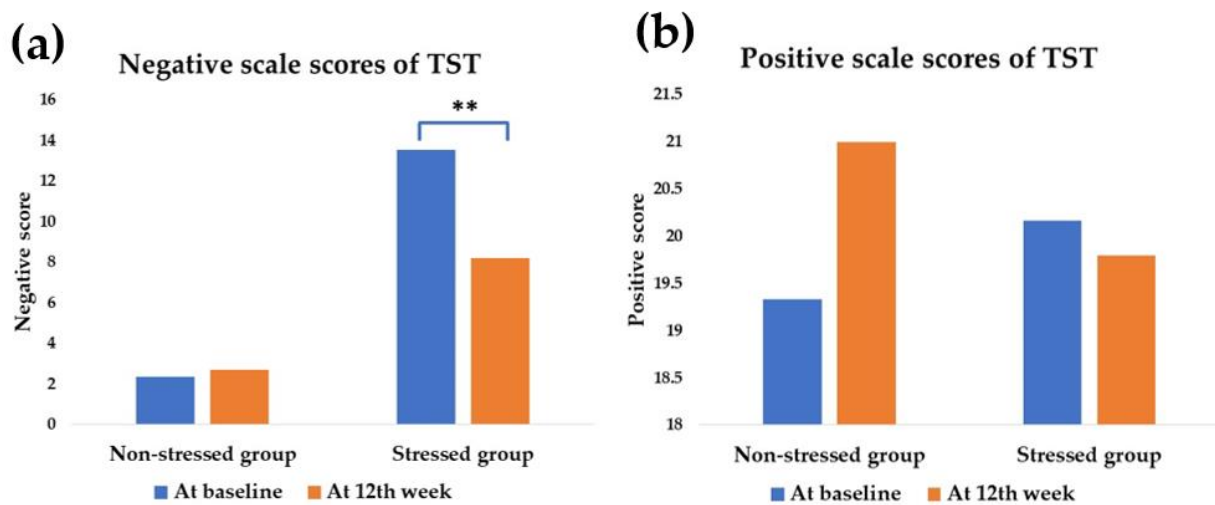 (a)
Negative scale scores of TST
16
14
12
10
8
6
4
2
0
Negative score
**
Non-stressed group
Stressed group
At baseline
At 12th week
(b)
Positive scale scores of TST
21.5
21
20.5
20
19.5
19
18.5
18
Positive score
Non-stressed group
Stressed group
At baseline
At 12th week